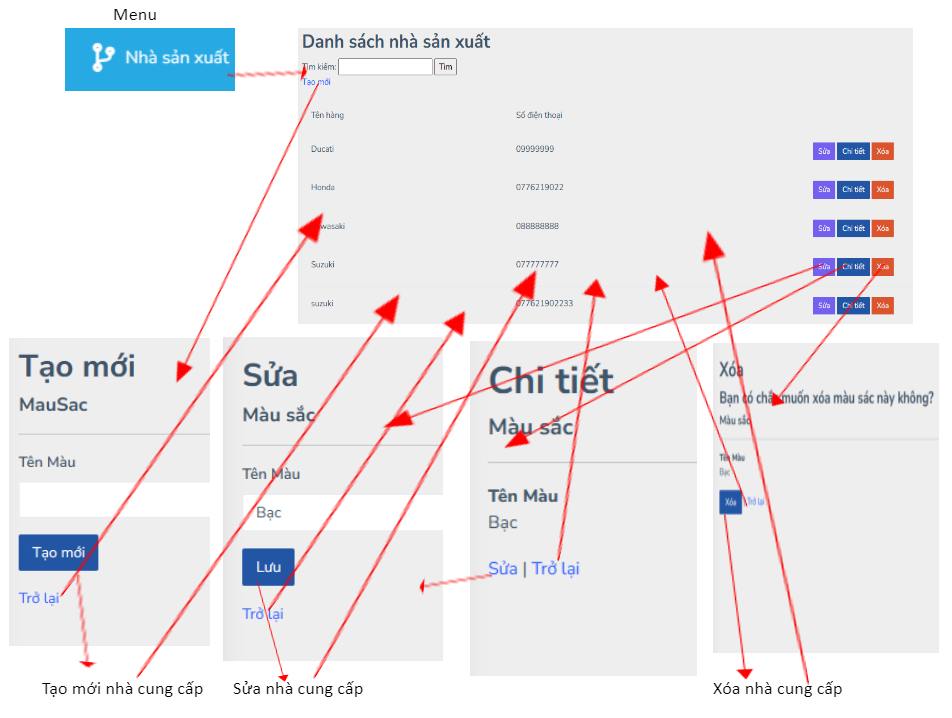 Menu
Nhà sản xuất
Danh sách nhà sản xuất
Tìm kiếm: Tìm
Tạo mới
Tên hàng Số điện thoại
Ducati 09999999 Sửa Chi tiết Xóa
Honda 0776219022 Sửa Chi tiết Xóa
wasaki 088888888 Sửa Chi tiết Xóa
Suzuki 077777777 Sửa Chi tiết Xóa
suzuki 077621902233 Sửa Chi tiết Xóa
Tạo mới
MauSac
Tên Màu
Tạo mới
Trở lại
Sửa
Màu sắc
Tên Màu
Bạc
Lưu
Trở lại
Chi tiết
Màu sắc
Tên Màu
Bạc
Sửa | Trở lại
Xóa
Bạn có chắc muốn xóa màu sác này không?
Màu sắc
Tên Màu
Bạc
Xóa Trở lại
Tạo mới nhà cung cấp
Sửa nhà cung cấp
Xóa nhà cung cấp